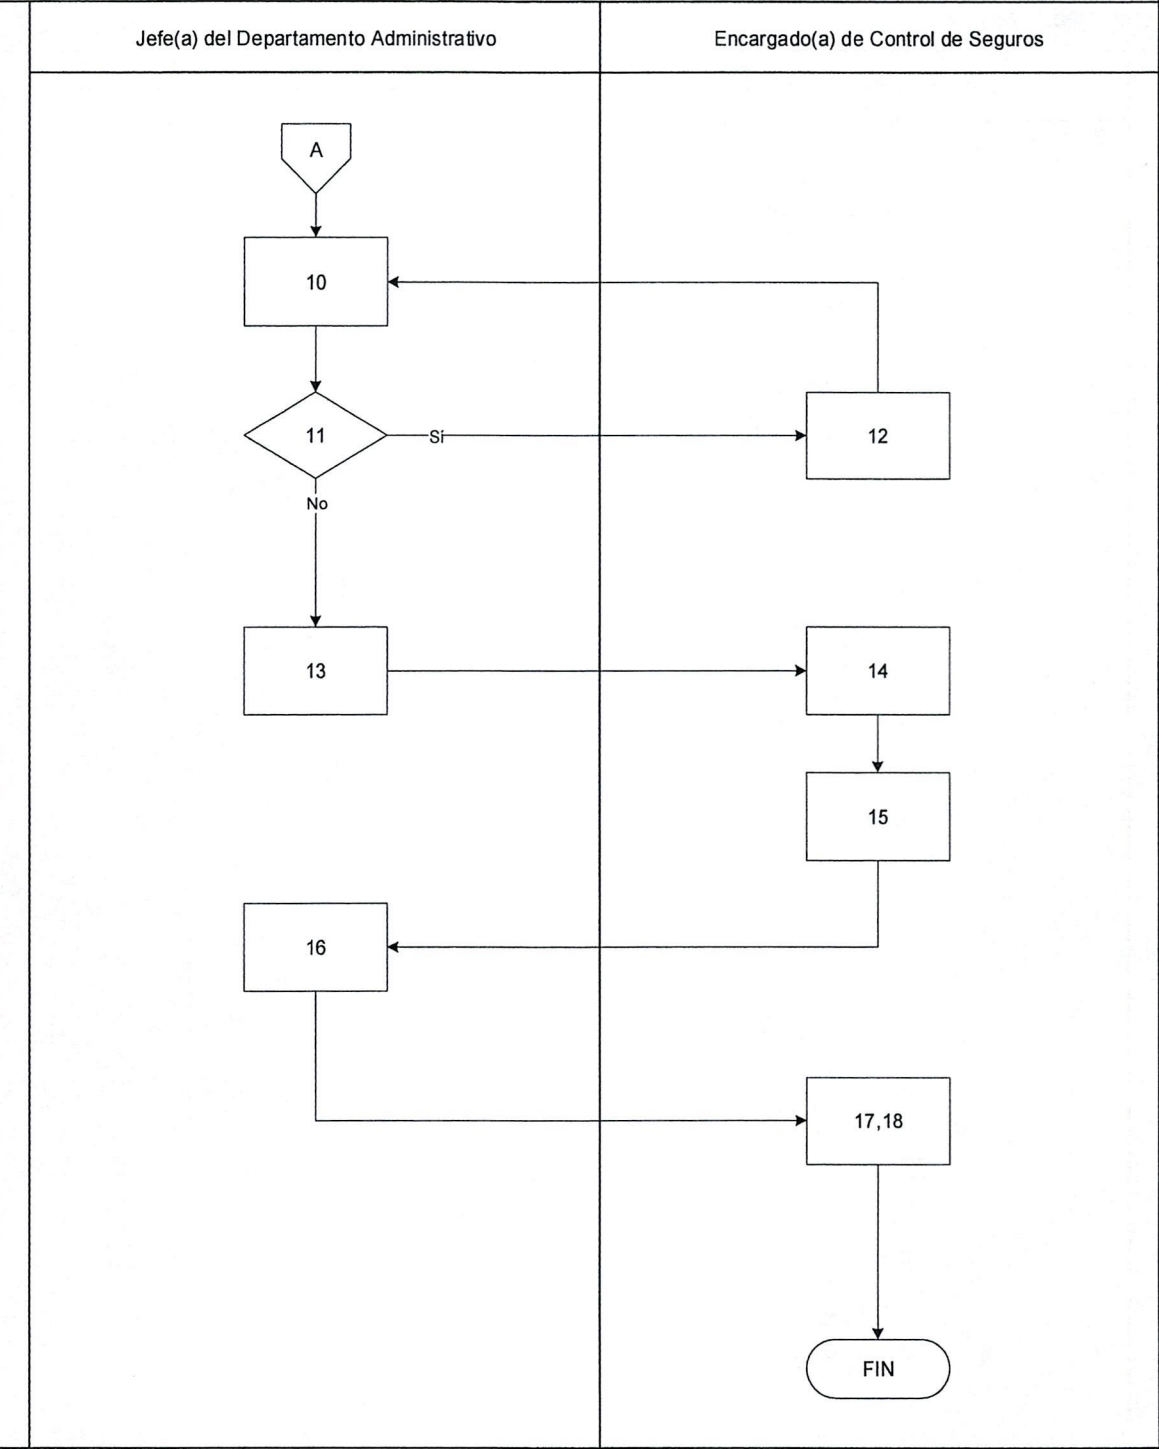 Jefe(a) del Departamento Administrativo
Encargado(a) de Control de Seguros
A
10
11
Sí
12
No
13
14
15
16
17,18
FIN